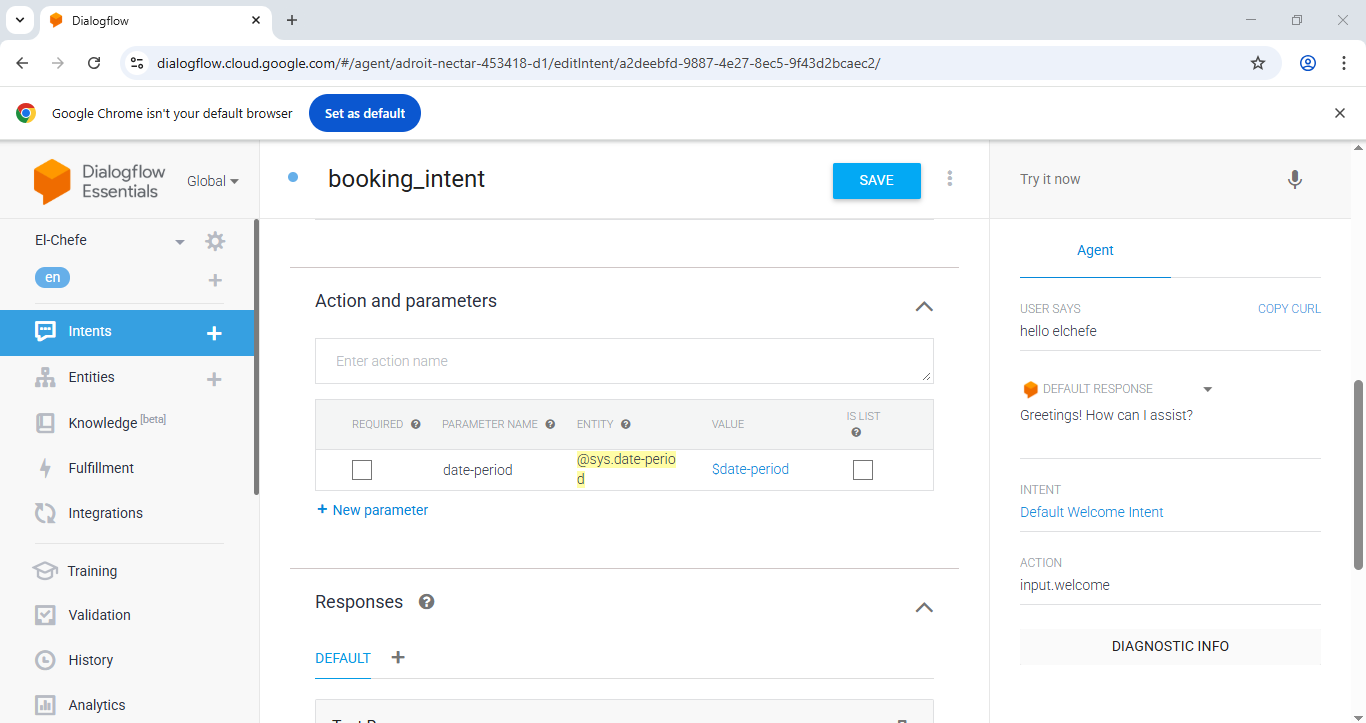 Dialogflow
dialogflow.cloud.google.com/#/agent/adroit-nectar-453418-d1/editIntent/a2deebfd-9887-4e27-8ec5-9f43d2bcaec2/
Google Chrome isn't your default browser
Set as default
Dialogflow
Essentials
Global
El-Chefe
en
Intents
Entities
Knowledge [beta]
Fulfillment
Integrations
Training
Validation
History
Analytics
booking_intent
SAVE
Action and parameters
Enter action name
REQUIRED
PARAMETER NAME
ENTITY
VALUE
IS LIST
date-period
@sys.date-perio
d
$date-period
+ New parameter
Responses
DEFAULT
Try it now
Agent
USER SAYS
COPY CURL
hello elchefe
DEFAULT RESPONSE
Greetings! How can I assist?
INTENT
Default Welcome Intent
ACTION
input.welcome
DIAGNOSTIC INFO